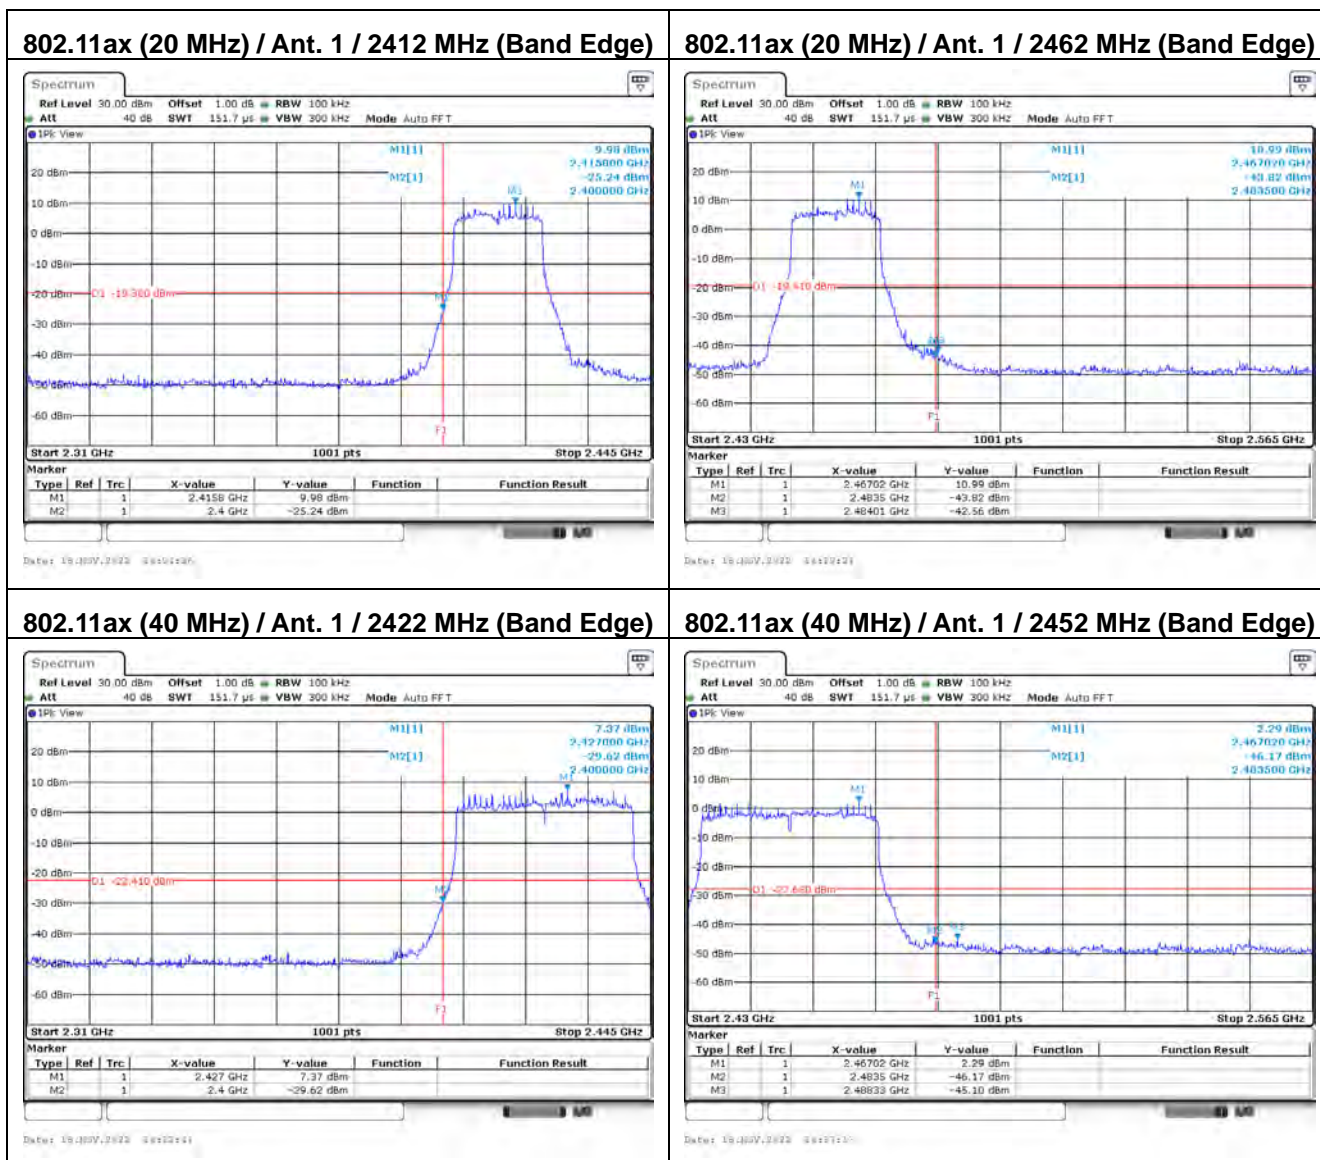 802.11ax (20 MHz) / Ant. 1 / 2412 MHz (Band Edge)
Spectrum
Ref Level 30.00 dBm Offset 1.00 dB RBW 100 kHz
Att 40 dB SWT 151.7 µs VBW 300 kHz Mode Auto FFT
1Pk View
M1[1] 9.98 dBm
2.415800 GHz
M2[1] -25.24 dBm
2.400000 GHz
M1
20 dBm
10 dBm
0 dBm
-10 dBm
-20 dBm
D1 -19.380 dBm
-30 dBm
-40 dBm
-50 dBm
-60 dBm
F1
Start 2.31 GHz 1001 pts Stop 2.445 GHz
Marker
Type Ref Trc X-value Y-value Function Function Result
M1 1 2.4158 GHz 9.98 dBm
M2 1 2.4 GHz -25.24 dBm
802.11ax (20 MHz) / Ant. 1 / 2462 MHz (Band Edge)
Spectrum
Ref Level 30.00 dBm Offset 1.00 dB RBW 100 kHz
Att 40 dB SWT 151.7 µs VBW 300 kHz Mode Auto FFT
1Pk View
M1[1] 10.99 dBm
2.467020 GHz
M2[1] -43.82 dBm
2.483500 GHz
M1
20 dBm
10 dBm
0 dBm
-10 dBm
-20 dBm
D1 -19.410 dBm
-30 dBm
-40 dBm
-50 dBm
-60 dBm
F1
Start 2.43 GHz 1001 pts Stop 2.565 GHz
Marker
Type Ref Trc X-value Y-value Function Function Result
M1 1 2.46702 GHz 10.99 dBm
M2 1 2.4835 GHz -43.82 dBm
M3 1 2.48401 GHz -42.56 dBm
802.11ax (40 MHz) / Ant. 1 / 2422 MHz (Band Edge)
Spectrum
Ref Level 30.00 dBm Offset 1.00 dB RBW 100 kHz
Att 40 dB SWT 151.7 µs VBW 300 kHz Mode Auto FFT
1Pk View
M1[1] 7.37 dBm
2.427000 GHz
M2[1] -29.62 dBm
2.400000 GHz
M1
20 dBm
10 dBm
0 dBm
-10 dBm
-20 dBm
D1 -22.410 dBm
-30 dBm
-40 dBm
-50 dBm
-60 dBm
F1
Start 2.31 GHz 1001 pts Stop 2.445 GHz
Marker
Type Ref Trc X-value Y-value Function Function Result
M1 1 2.427 GHz 7.37 dBm
M2 1 2.4 GHz -29.62 dBm
802.11ax (40 MHz) / Ant. 1 / 2452 MHz (Band Edge)
Spectrum
Ref Level 30.00 dBm Offset 1.00 dB RBW 100 kHz
Att 40 dB SWT 151.7 µs VBW 300 kHz Mode Auto FFT
1Pk View
M1[1] 2.29 dBm
2.467020 GHz
M2[1] -46.17 dBm
2.483500 GHz
M1
20 dBm
10 dBm
0 dBm
-10 dBm
-20 dBm
-30 dBm
-40 dBm
-50 dBm
-60 dBm
F1
Start 2.43 GHz 1001 pts Stop 2.565 GHz
Marker
Type Ref Trc X-value Y-value Function Function Result
M1 1 2.46702 GHz 2.29 dBm
M2 1 2.4835 GHz -46.17 dBm
M3 1 2.48833 GHz -45.10 dBm